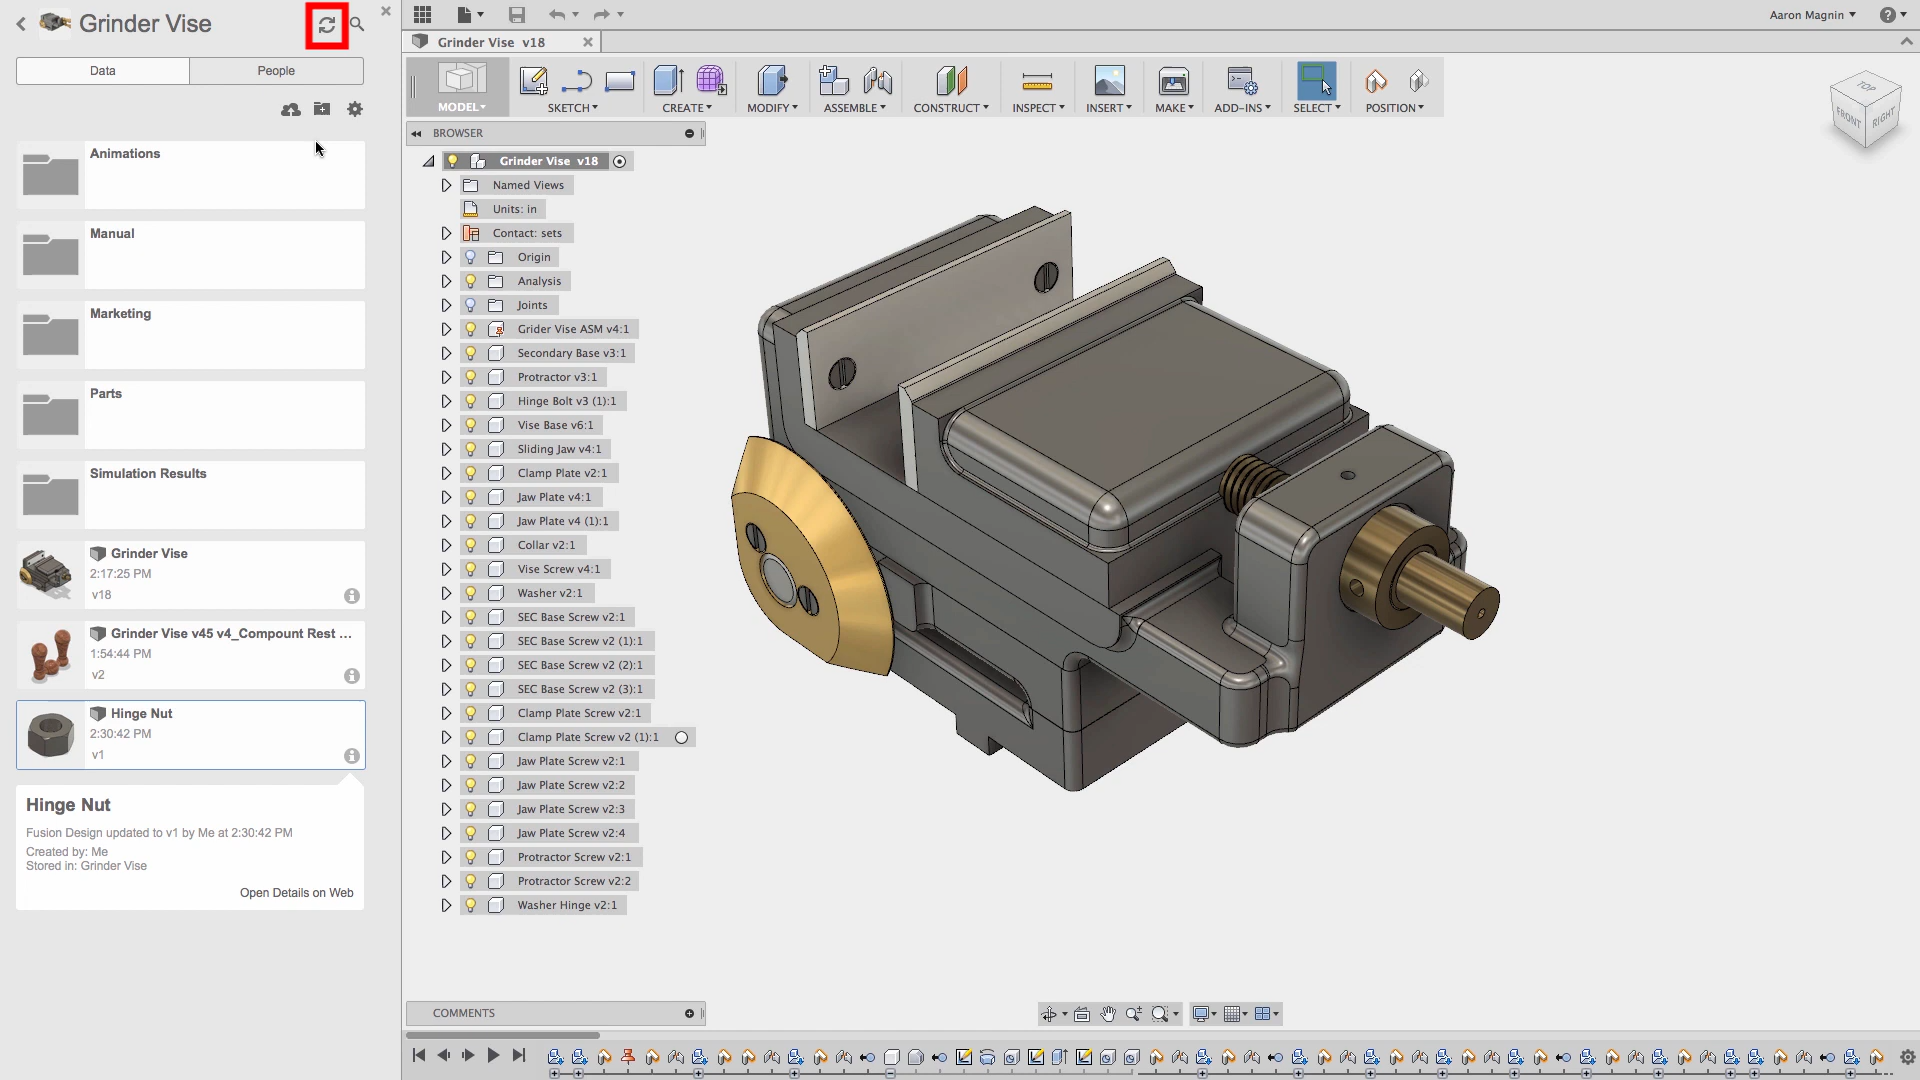 Grinder Vise
Data
People
Animations
Manual
Marketing
Parts
Simulation Results
Grinder Vise
2:17:25 PM
v18
Grinder Vise v45 v4_Compount Rest ...
1:54:44 PM
v2
Hinge Nut
2:30:42 PM
v1
Hinge Nut
Fusion Design updated to v1 by Me at 2:30:42 PM
Created by: Me
Stored in: Grinder Vise
Open Details on Web
Aaron Magnin
Grinder Vise v18
MODEL
SKETCH
CREATE
MODIFY
ASSEMBLE
CONSTRUCT
INSPECT
INSERT
MAKE
ADD-INS
SELECT
POSITION
TOP
FRONT
RIGHT
BROWSER
Grinder Vise v18
Named Views
Units: in
Contact: sets
Origin
Analysis
Joints
Grider Vise ASM v4:1
Secondary Base v3:1
Protractor v3:1
Hinge Bolt v3 (1):1
Vise Base v6:1
Sliding Jaw v4:1
Clamp Plate v2:1
Jaw Plate v4:1
Jaw Plate v4 (1):1
Collar v2:1
Vise Screw v4:1
Washer v2:1
SEC Base Screw v2:1
SEC Base Screw v2 (1):1
SEC Base Screw v2 (2):1
SEC Base Screw v2 (3):1
Clamp Plate Screw v2:1
Clamp Plate Screw v2 (1):1
Jaw Plate Screw v2:1
Jaw Plate Screw v2:2
Jaw Plate Screw v2:3
Jaw Plate Screw v2:4
Protractor Screw v2:1
Protractor Screw v2:2
Washer Hinge v2:1
COMMENTS